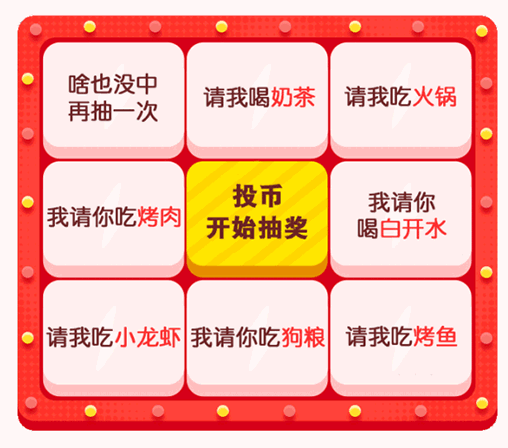 啥也没中
再抽一次
请我喝奶茶
请我吃火锅
我请你吃烤肉
投币
开始抽奖
我请你
喝白开水
请我吃小龙虾
我请你吃狗粮
请我吃烤鱼